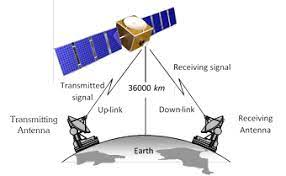 Receiving signal
Transmitted
signal
36000 km
Up-link
Down-link
Transmitting
Antenna
Receiving
Antenna
Earth